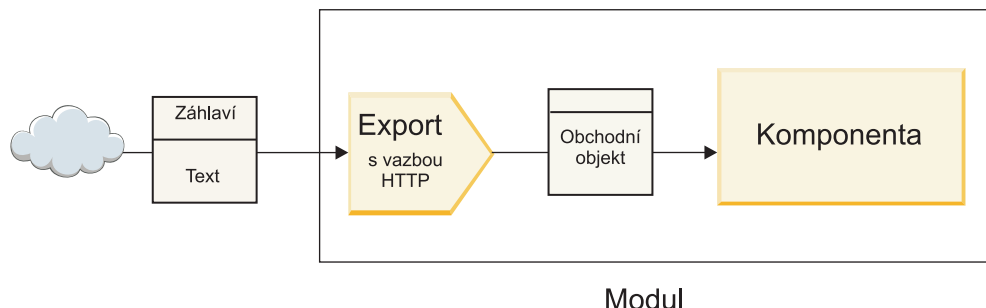 Záhlaví
Text
Export
s vazbou
HTTP
Obchodní
objekt
Komponenta
Modul